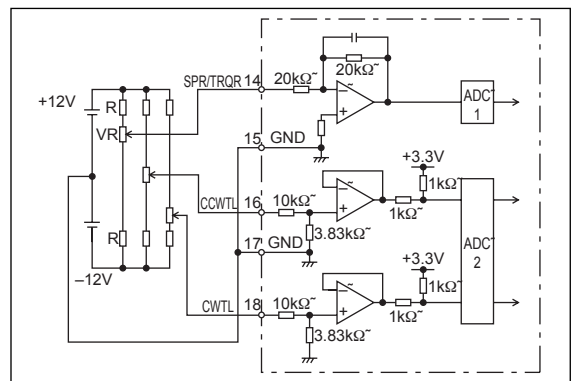 SPR/TRQR 14
20kΩ~
20kΩ~
ADC~
1
+12V
R
VR
15 GND
CCWTL 16
10kΩ~
3.83kΩ~
+3.3V
1kΩ~
1kΩ~
ADC~
2
17 GND
R
–12V
CWTL 18
10kΩ~
3.83kΩ~
+3.3V
1kΩ~
1kΩ~